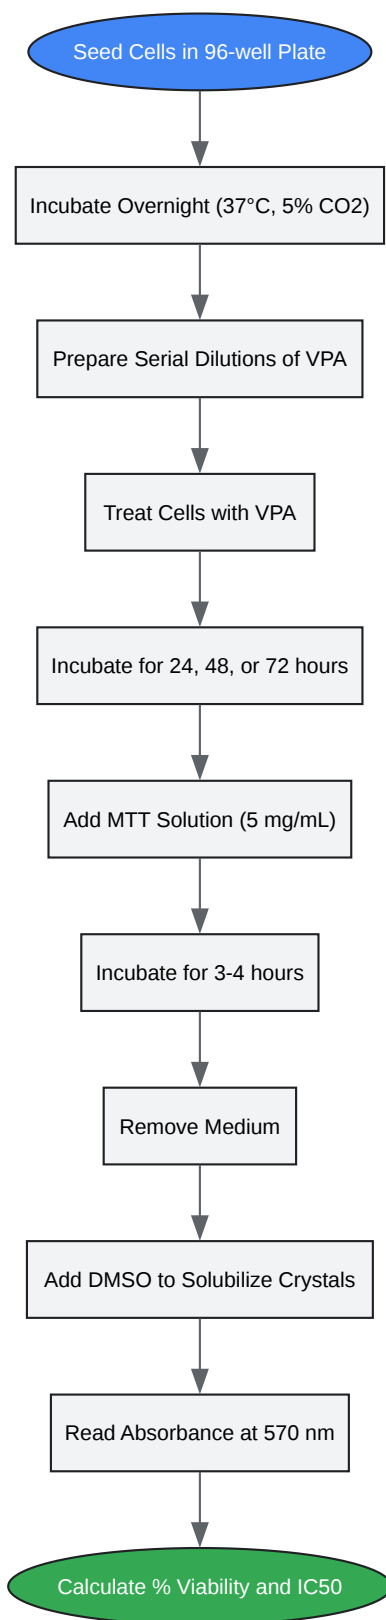 Seed Cells in 96-well Plate
Incubate Overnight (37°C, 5% CO2)
Prepare Serial Dilutions of VPA
Treat Cells with VPA
Incubate for 24, 48, or 72 hours
Add MTT Solution (5 mg/mL)
Incubate for 3-4 hours
Remove Medium
Add DMSO to Solubilize Crystals
Read Absorbance at 570 nm
Calculate % Viability and IC50